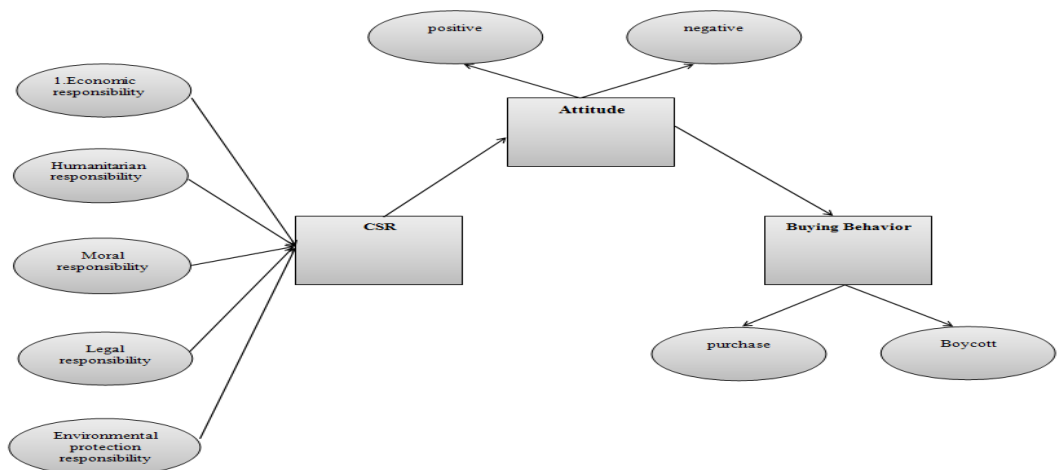 positive
negative
1.Economic
responsibility
Attitude
Humanitarian
responsibility
CSR
Buying Behavior
Moral
responsibility
Legal
responsibility
purchase
Boycott
Environmental
protection
responsibility